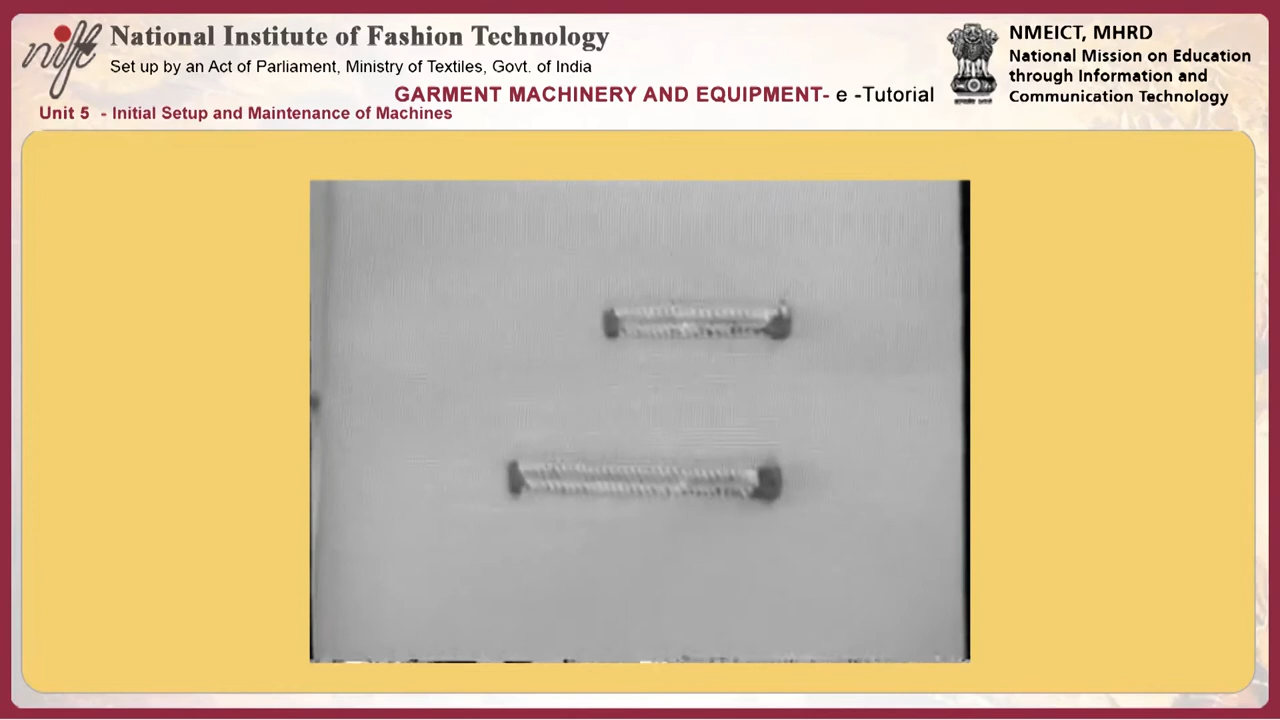 nift
National Institute of Fashion Technology
Set up by an Act of Parliament, Ministry of Textiles, Govt. of India
GARMENT MACHINERY AND EQUIPMENT- e -Tutorial
Unit 5 - Initial Setup and Maintenance of Machines
NMEICT, MHRD
National Mission on Education
through Information and
Communication Technology